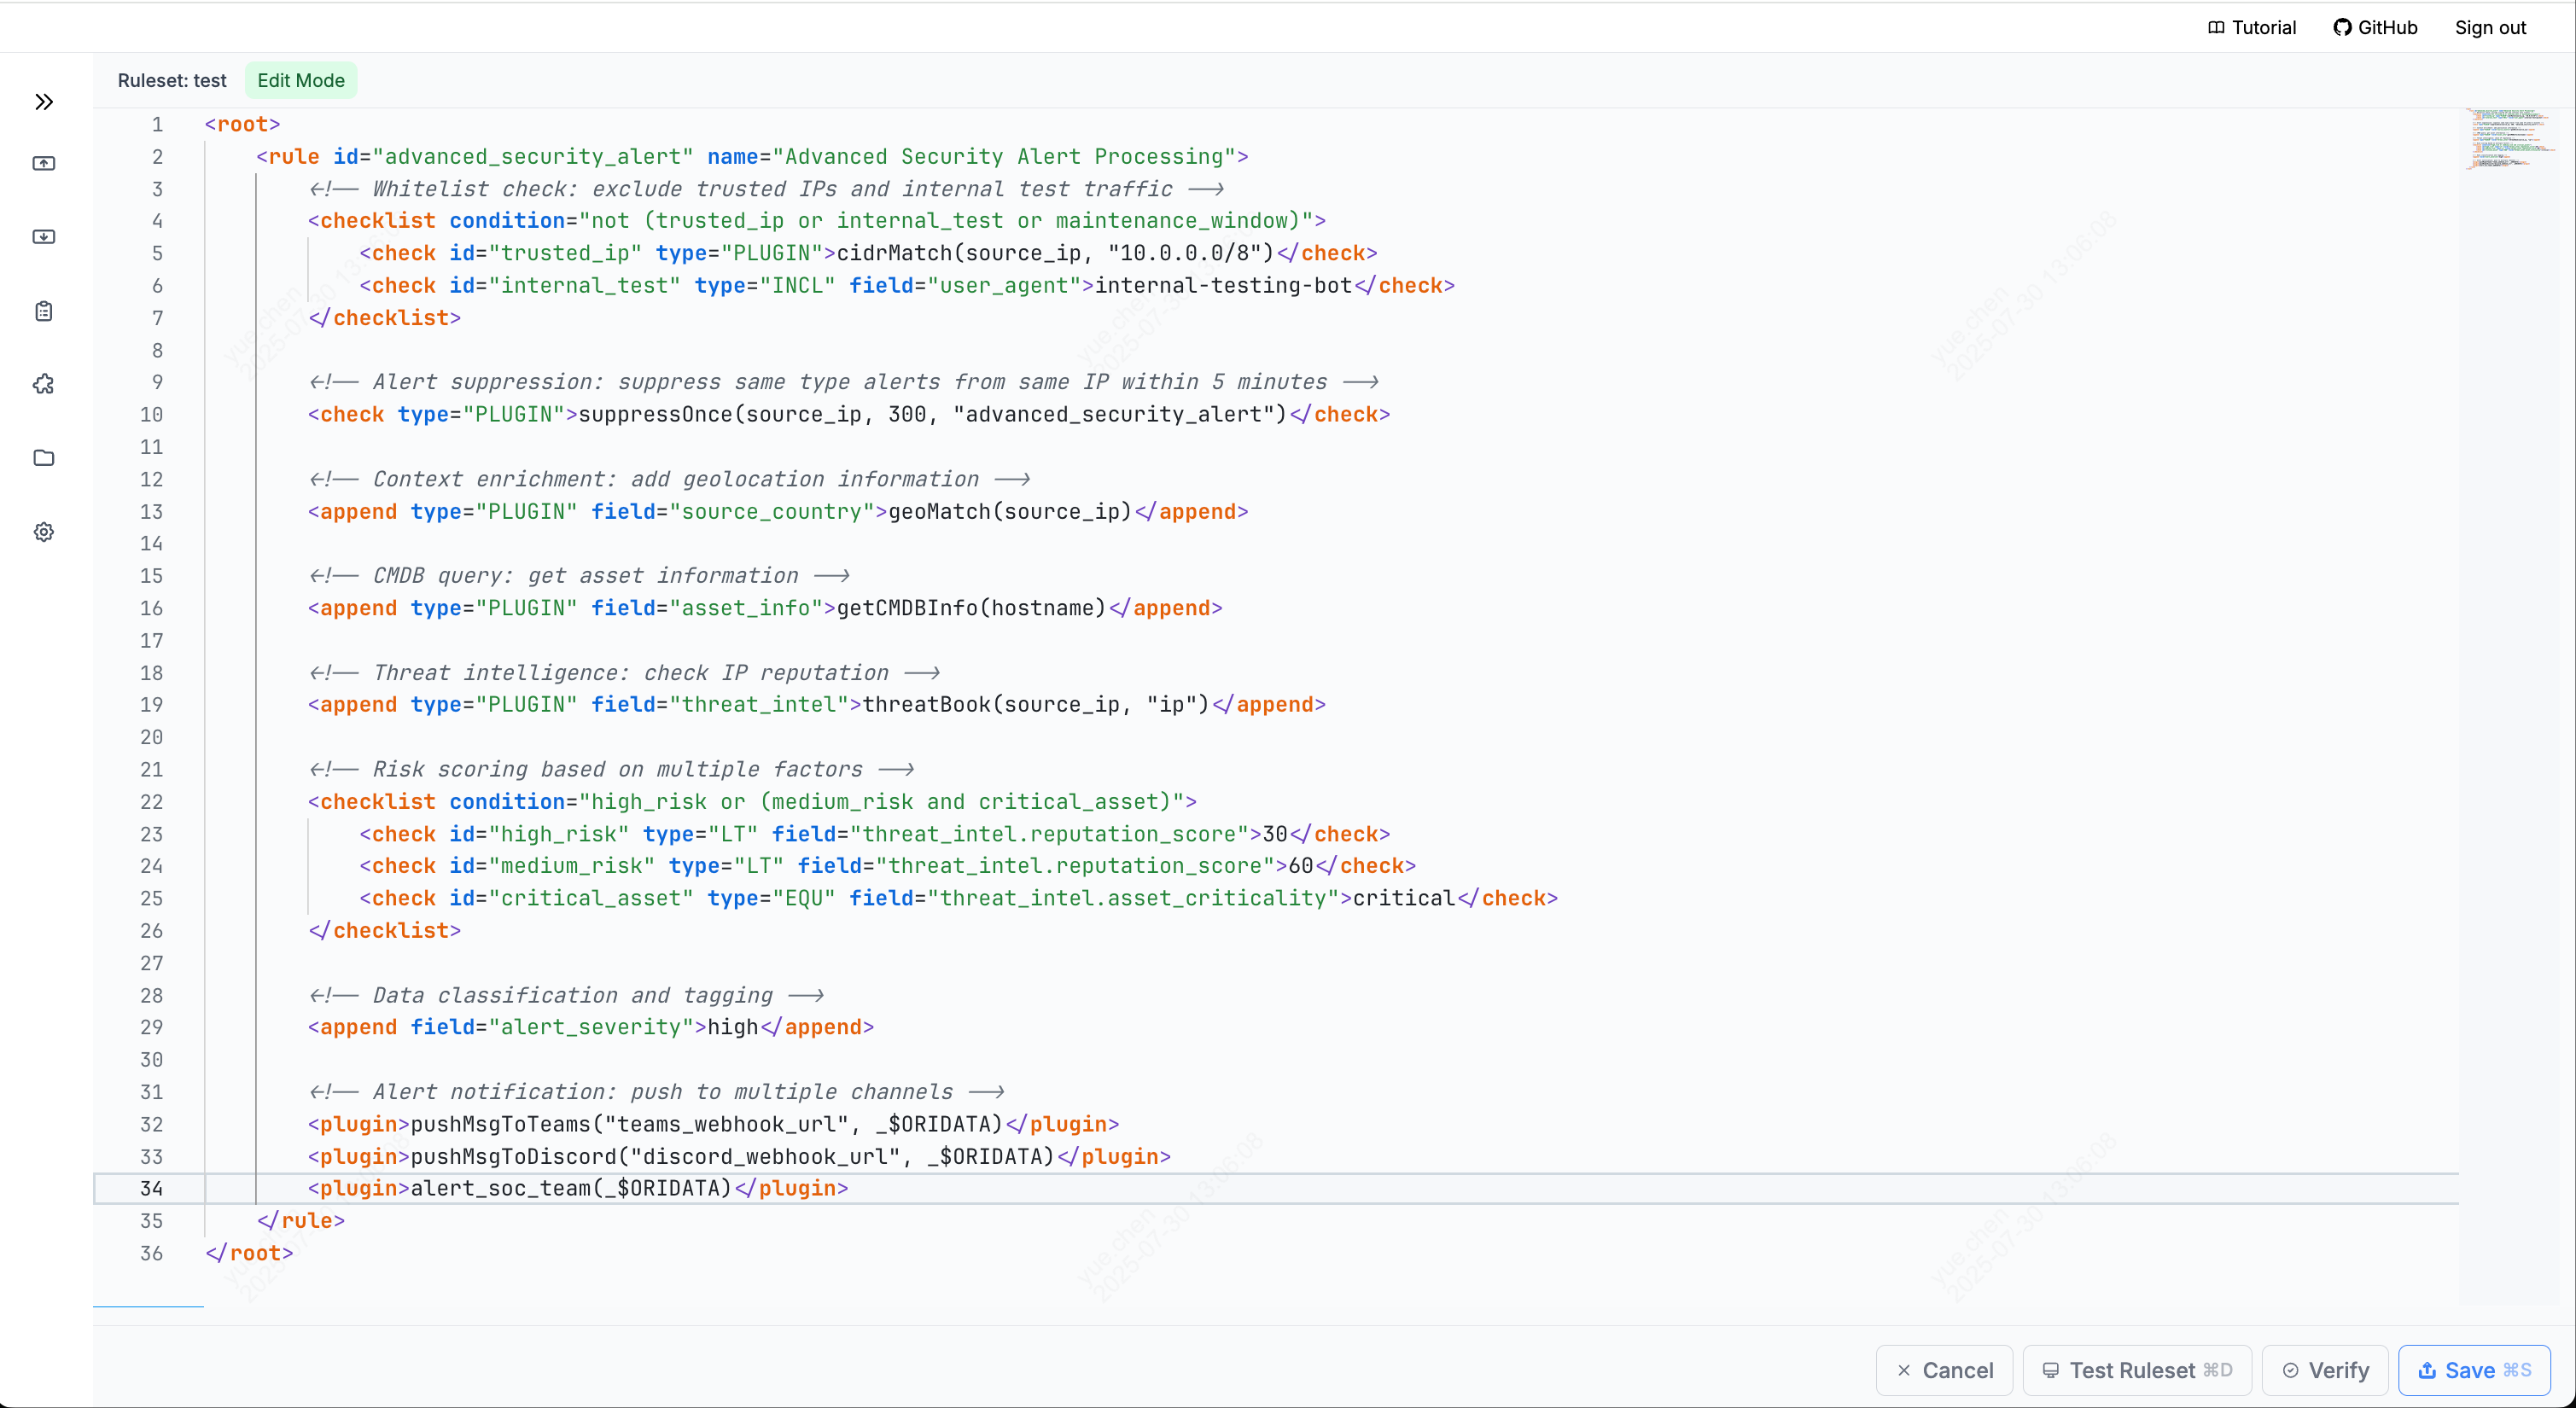 Tutorial GitHub Sign out
Ruleset: test Edit Mode
1 <root>
2 <rule id="advanced_security_alert" name="Advanced Security Alert Processing">
3 <!-- Whitelist check: exclude trusted IPs and internal test traffic -->
4 <checklist condition="not (trusted_ip or internal_test or maintenance_window)">
5 <check id="trusted_ip" type="PLUGIN">cidrMatch(source_ip, "10.0.0.0/8")</check>
6 <check id="internal_test" type="INCL" field="user_agent">internal-testing-bot</check>
7 </checklist>
8
9 <!-- Alert suppression: suppress same type alerts from same IP within 5 minutes -->
10 <check type="PLUGIN">suppressOnce(source_ip, 300, "advanced_security_alert")</check>
11
12 <!-- Context enrichment: add geolocation information -->
13 <append type="PLUGIN" field="source_country">geoMatch(source_ip)</append>
14
15 <!-- CMDB query: get asset information -->
16 <append type="PLUGIN" field="asset_info">getCMDBInfo(hostname)</append>
17
18 <!-- Threat intelligence: check IP reputation -->
19 <append type="PLUGIN" field="threat_intel">threatBook(source_ip, "ip")</append>
20
21 <!-- Risk scoring based on multiple factors -->
22 <checklist condition="high_risk or (medium_risk and critical_asset)">
23 <check id="high_risk" type="LT" field="threat_intel.reputation_score">30</check>
24 <check id="medium_risk" type="LT" field="threat_intel.reputation_score">60</check>
25 <check id="critical_asset" type="EQU" field="threat_intel.asset_criticality">critical</check>
26 </checklist>
27
28 <!-- Data classification and tagging -->
29 <append field="alert_severity">high</append>
30
31 <!-- Alert notification: push to multiple channels -->
32 <plugin>pushMsgToTeams("teams_webhook_url", _$ORIDATA)</plugin>
33 <plugin>pushMsgToDiscord("discord_webhook_url", _$ORIDATA)</plugin>
34 <plugin>alert_soc_team(_$ORIDATA)</plugin>
35 </rule>
36 </root>
yue.chen
2025-07-30 13:06:08
Cancel Test Ruleset ⌘D Verify Save ⌘S